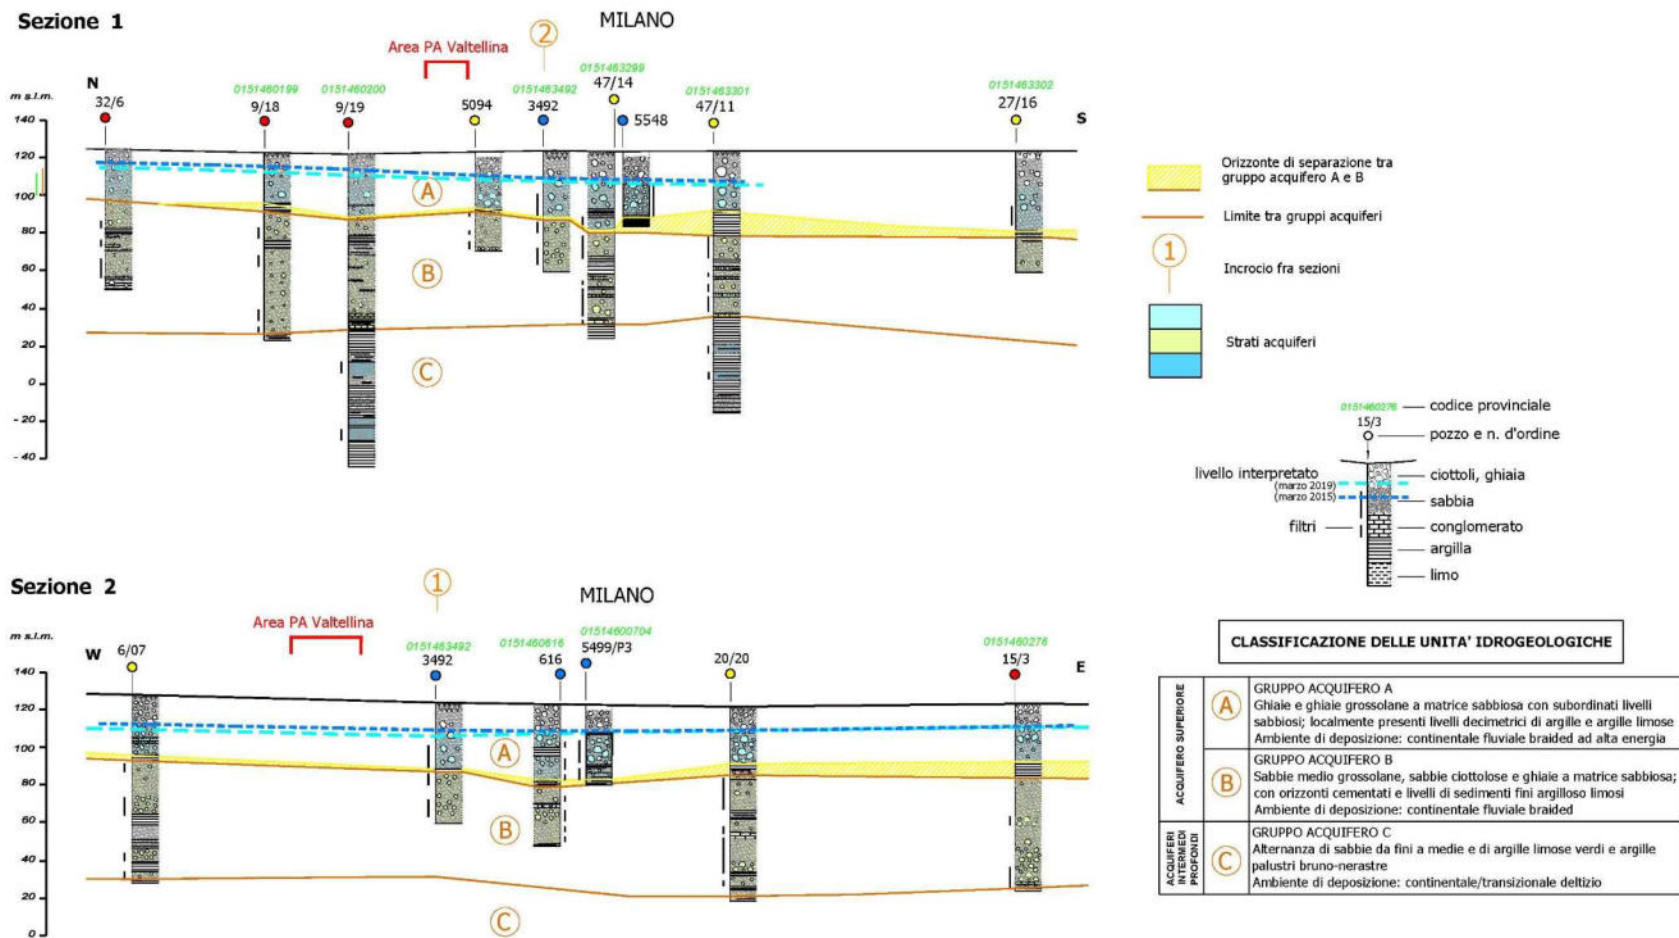 Sezione 1
MILANO
2
Area PA Valtellina
N
S
m s.l.m.
32/6
0151460199
9/18
0151460200
9/19
5094
0151463492
3492
0151463299
47/14
5548
0151463301
47/11
0151463302
27/16
140
120
100
80
60
40
20
0
- 20
- 40
A
B
C
Orizzonte di separazione tra
gruppo acquifero A e B
Limite tra gruppi acquiferi
1
Incrocio fra sezioni
Strati acquiferi
0151460276
codice provinciale
15/3
pozzo e n. d'ordine
livello interpretato
(marzo 2019)
(marzo 2015)
filtri
ciottoli, ghiaia
sabbia
conglomerato
argilla
limo
Sezione 2
1
MILANO
Area PA Valtellina
m s.l.m.
W
E
6/07
0151463492
3492
0151460616
616
01514600704
5499/P3
20/20
0151460276
15/3
140
120
100
80
60
40
20
0
A
B
C
CLASSIFICAZIONE DELLE UNITA' IDROGEOLOGICHE
ACQUIFERO SUPERIORE
A
GRUPPO ACQUIFERO A
Ghiaie e ghiaie grossolane a matrice sabbiosa con subordinati livelli
sabbiosi; localmente presenti livelli decimetrici di argille e argille limose
Ambiente di deposizione: continentale fluviale braided ad alta energia
B
GRUPPO ACQUIFERO B
Sabbie medio grossolane, sabbie ciottolose e ghiaie a matrice sabbiosa;
con orizzonti cementati e livelli di sedimenti fini argilloso limosi
Ambiente di deposizione: continentale fluviale braided
ACQUIFERI
INTERMEDI
PROFONDI
C
GRUPPO ACQUIFERO C
Alternanza di sabbie da fini a medie e di argille limose verdi e argille
palustri bruno-nerastre
Ambiente di deposizione: continentale/transizionale deltizio